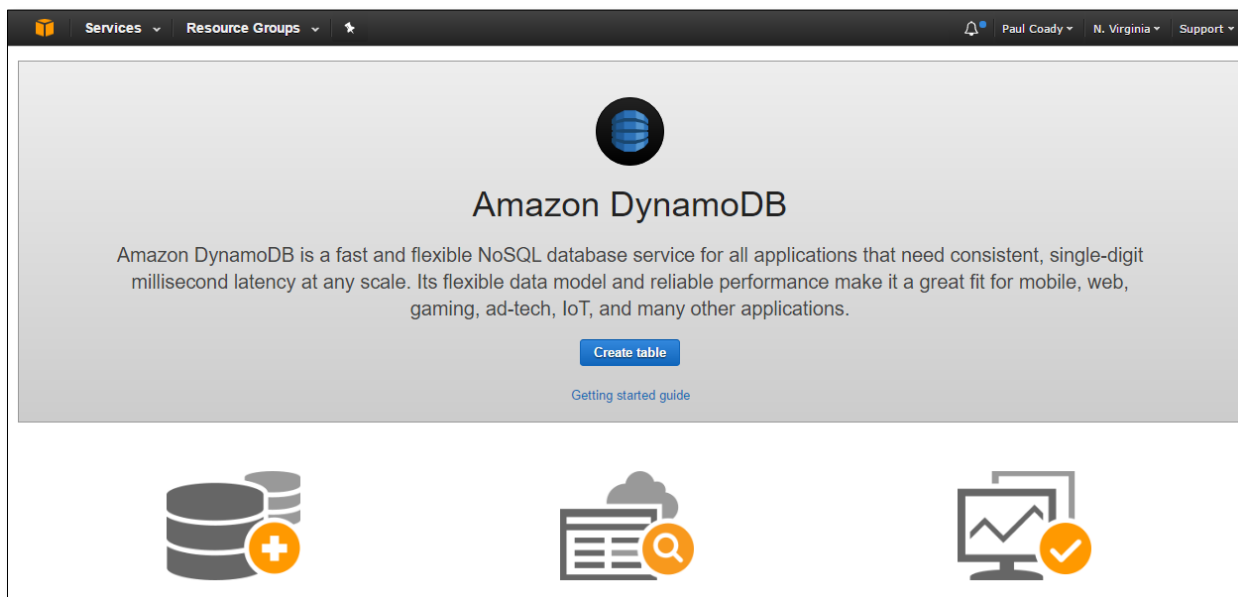 Services Resource Groups Paul Coady N. Virginia Support
Amazon DynamoDB
Amazon DynamoDB is a fast and flexible NoSQL database service for all applications that need consistent, single-digit
millisecond latency at any scale. Its flexible data model and reliable performance make it a great fit for mobile, web,
gaming, ad-tech, IoT, and many other applications.
Create table
Getting started guide